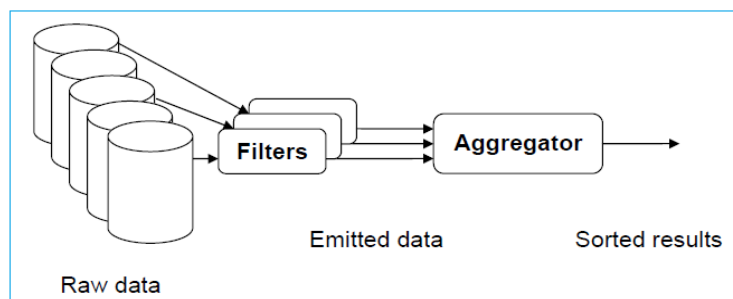 Filters
Aggregator
Emitted data
Sorted results
Raw data